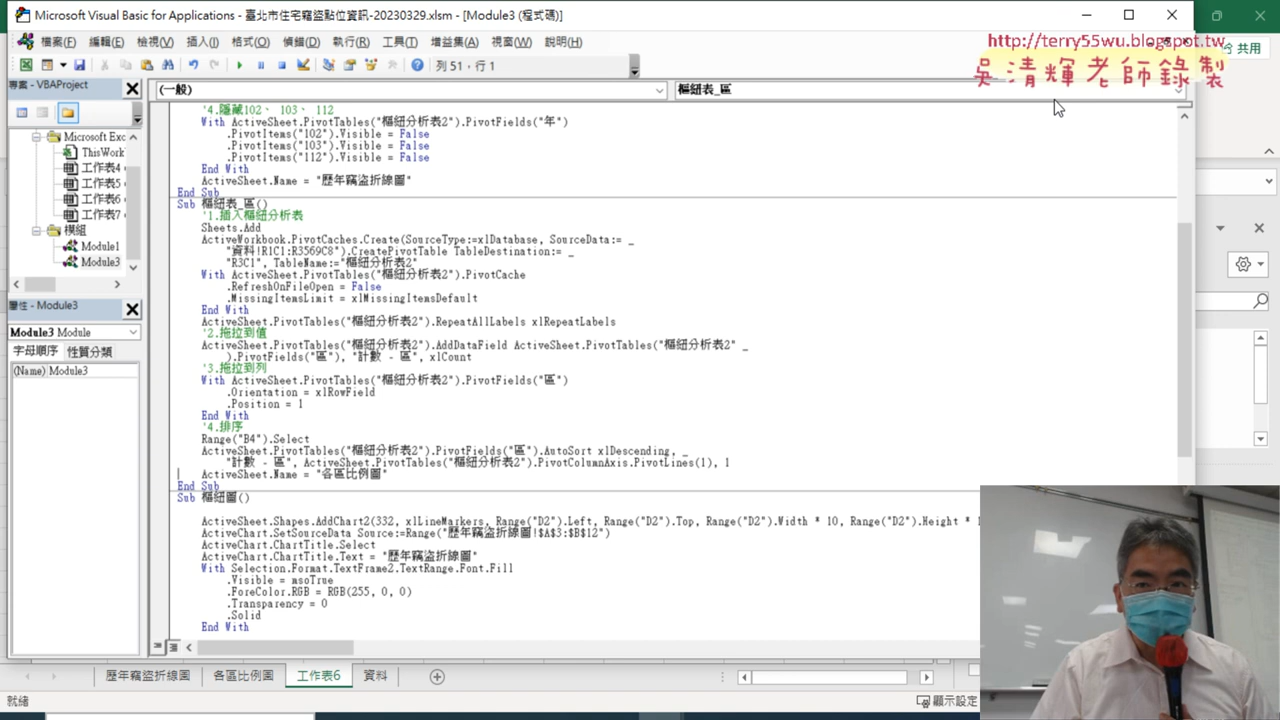 Microsoft Visual Basic for Applications - 臺北市住宅竊盜點位資訊-20230329.xlsm - [Module3 (程式碼)]
檔案(F) 編輯(E) 檢視(V) 插入(I) 格式(O) 偵錯(D) 執行(R) 工具(T) 增益集(A) 視窗(W) 說明(H)
http://terry55wu.blogspot.tw
共用
吳清輝老師錄製
列 51，行 1
專案 - VBAProject
(一般)
樞紐表_區
Microsoft Exc
ThisWork
工作表4
工作表5
工作表6
工作表7
模組
Module1
Module3
屬性 - Module3
Module3 Module
字母順序 性質分類
(Name) Module3
'4.隱藏102、 103、 112
With ActiveSheet.PivotTables("樞紐分析表2").PivotFields("年")
.PivotItems("102").Visible = False
.PivotItems("103").Visible = False
.PivotItems("112").Visible = False
End With
ActiveSheet.Name = "歷年竊盜折線圖"
End Sub
Sub 樞紐表_區()
'1.插入樞紐分析表
Sheets.Add
ActiveWorkbook.PivotCaches.Create(SourceType:=xlDatabase, SourceData:= _
"資料!R1C1:R3569C8").CreatePivotTable TableDestination:= _
"R3C1", TableName:="樞紐分析表2"
With ActiveSheet.PivotTables("樞紐分析表2").PivotCache
.RefreshOnFileOpen = False
.MissingItemsLimit = xlMissingItemsDefault
End With
ActiveSheet.PivotTables("樞紐分析表2").RepeatAllLabels xlRepeatLabels
'2.拖拉到值
ActiveSheet.PivotTables("樞紐分析表2").AddDataField ActiveSheet.PivotTables("樞紐分析表2" _
).PivotFields("區"), "計數 - 區", xlCount
'3.拖拉到列
With ActiveSheet.PivotTables("樞紐分析表2").PivotFields("區")
.Orientation = xlRowField
.Position = 1
End With
'4.排序
Range("B4").Select
ActiveSheet.PivotTables("樞紐分析表2").PivotFields("區").AutoSort xlDescending, _
"計數 - 區", ActiveSheet.PivotTables("樞紐分析表2").PivotColumnAxis.PivotLines(1), 1
ActiveSheet.Name = "各區比例圖"
End Sub
Sub 樞紐圖()
ActiveSheet.Shapes.AddChart2(332, xlLineMarkers, Range("D2").Left, Range("D2").Top, Range("D2").Width * 10, Range("D2").Height * 1
ActiveChart.SetSourceData Source:=Range("歷年竊盜折線圖!$A$3:$B$12")
ActiveChart.ChartTitle.Select
ActiveChart.ChartTitle.Text = "歷年竊盜折線圖"
With Selection.Format.TextFrame2.TextRange.Font.Fill
.Visible = msoTrue
.ForeColor.RGB = RGB(255, 0, 0)
.Transparency = 0
.Solid
End With
歷年竊盜折線圖 各區比例圖 工作表6 資料
就緒
顯示設定